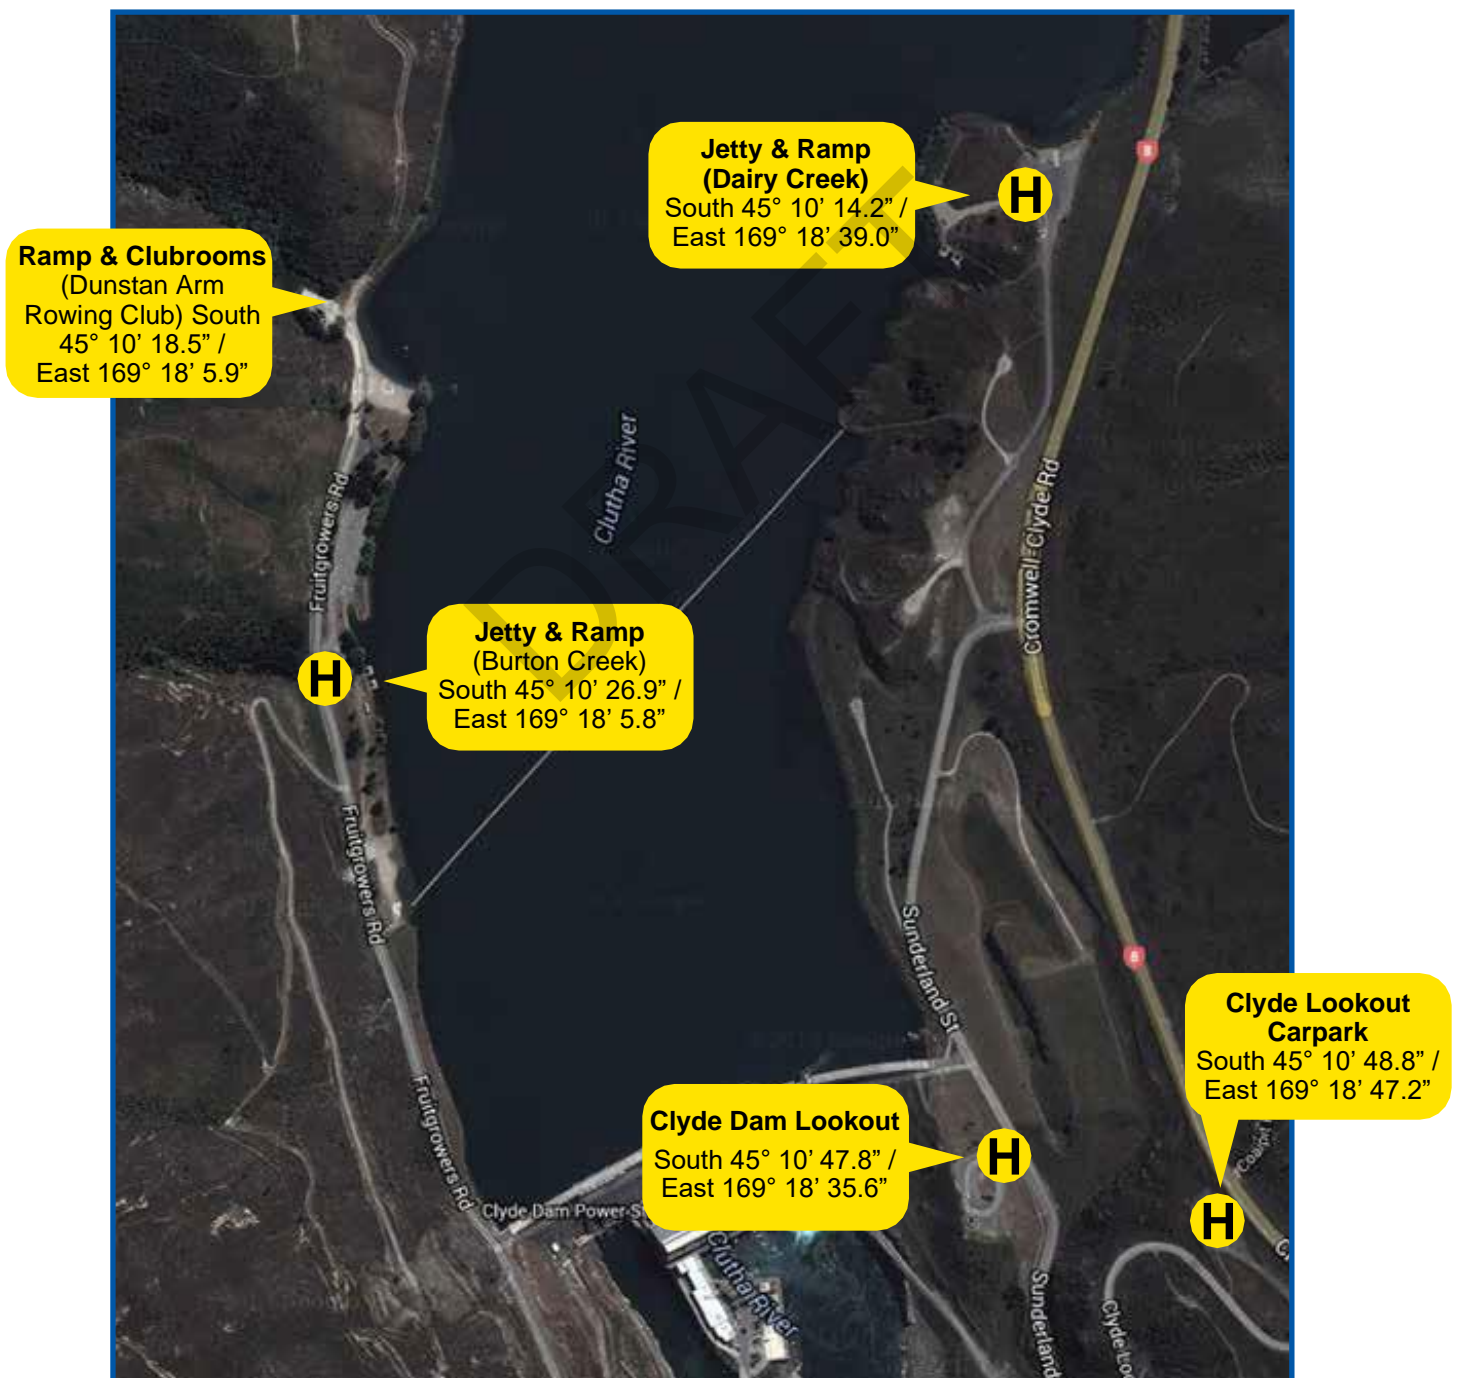 Jetty & Ramp
(Dairy Creek)
South 45° 10’ 14.2” /
East 169° 18’ 39.0”
H
8
Ramp & Clubrooms
(Dunstan Arm
Rowing Club) South
45° 10’ 18.5” /
East 169° 18’ 5.9”
DRAFT
Clutha River
Fruitgrowers Rd
Cromwell-Clyde Rd
Jetty & Ramp
(Burton Creek)
South 45° 10’ 26.9” /
East 169° 18’ 5.8”
H
Fruitgrowers Rd
Sunderland St
8
Clyde Lookout
Carpark
South 45° 10’ 48.8” /
East 169° 18’ 47.2”
Fruitgrowers Rd
Clyde Dam Lookout
South 45° 10’ 47.8” /
East 169° 18’ 35.6”
H
H
Clyde Dam Power
Clutha River
Sunderland